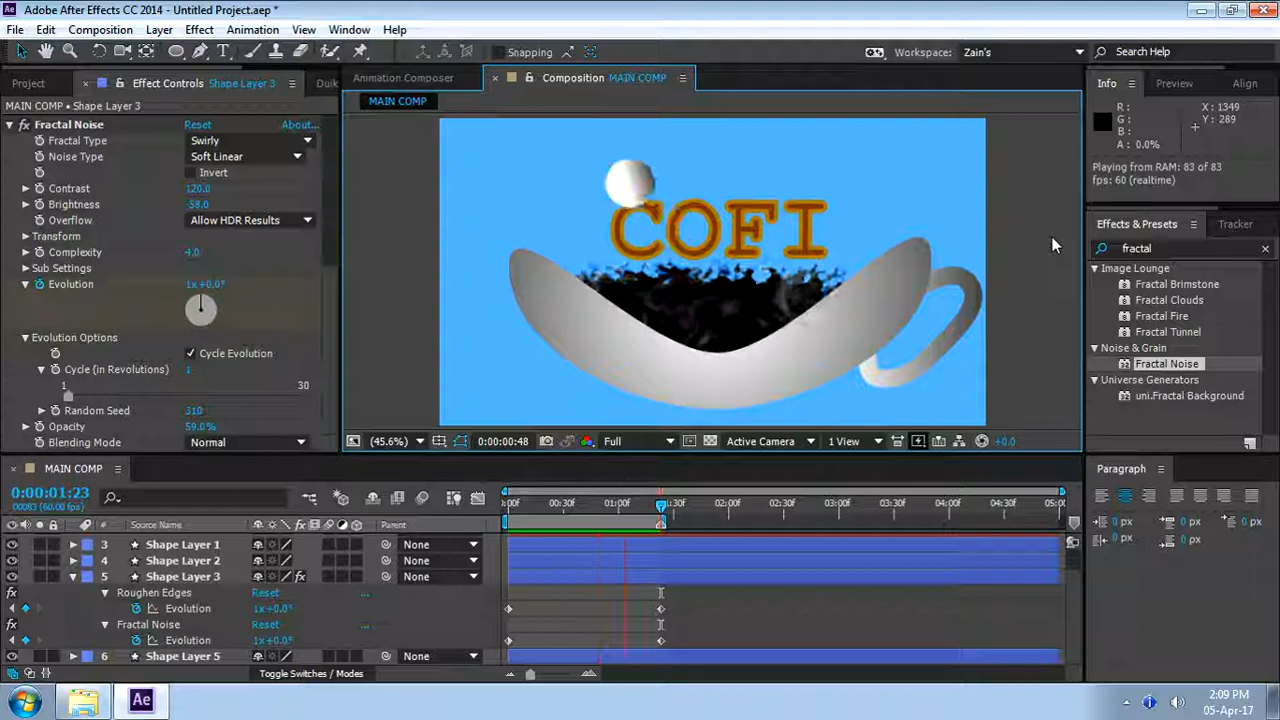 Adobe After Effects CC 2014 - Untitled Project.aep *
File Edit Composition Layer Effect Animation View Window Help
Snapping Workspace: Zain's Search Help
Project Effect Controls Shape Layer 3 Duik Animation Composer Composition MAIN COMP Info Preview Align
MAIN COMP • Shape Layer 3 MAIN COMP
R : X : 1349
G : Y : 289
B :
A : 0.0%
Playing from RAM: 83 of 83
fps: 60 (realtime)
fx Fractal Noise Reset About...
Fractal Type Swirly
Noise Type Soft Linear
Invert
Contrast 120.0
Brightness -58.0
Overflow Allow HDR Results
Transform
Complexity 4.0
Sub Settings
Evolution 1x+0.0°
Evolution Options
Cycle Evolution
Cycle (in Revolutions) 1
1 30
Random Seed 310
Opacity 59.0%
Blending Mode Normal
COFI
Effects & Presets Tracker
fractal
Image Lounge
Fractal Brimstone
Fractal Clouds
Fractal Fire
Fractal Tunnel
Noise & Grain
Fractal Noise
Universe Generators
uni.Fractal Background
(45.6%) 0:00:00:48 Full Active Camera 1 View +0.0
MAIN COMP
0:00:01:23
00083 (60.00 fps)
:00f 00:30f 01:00f 1:30f 02:00f 02:30f 03:00f 03:30f 04:00f 04:30f 05:00f
# Source Name Parent
3 Shape Layer 1 None
4 Shape Layer 2 None
5 Shape Layer 3 fx None
fx Roughen Edges Reset ...
Evolution 1x+0.0°
fx Fractal Noise Reset ...
Evolution 1x+0.0°
6 Shape Layer 5 None
Toggle Switches / Modes
Paragraph
0 px 0 px 0 px
0 px 0 px
Ae
2:09 PM
05-Apr-17